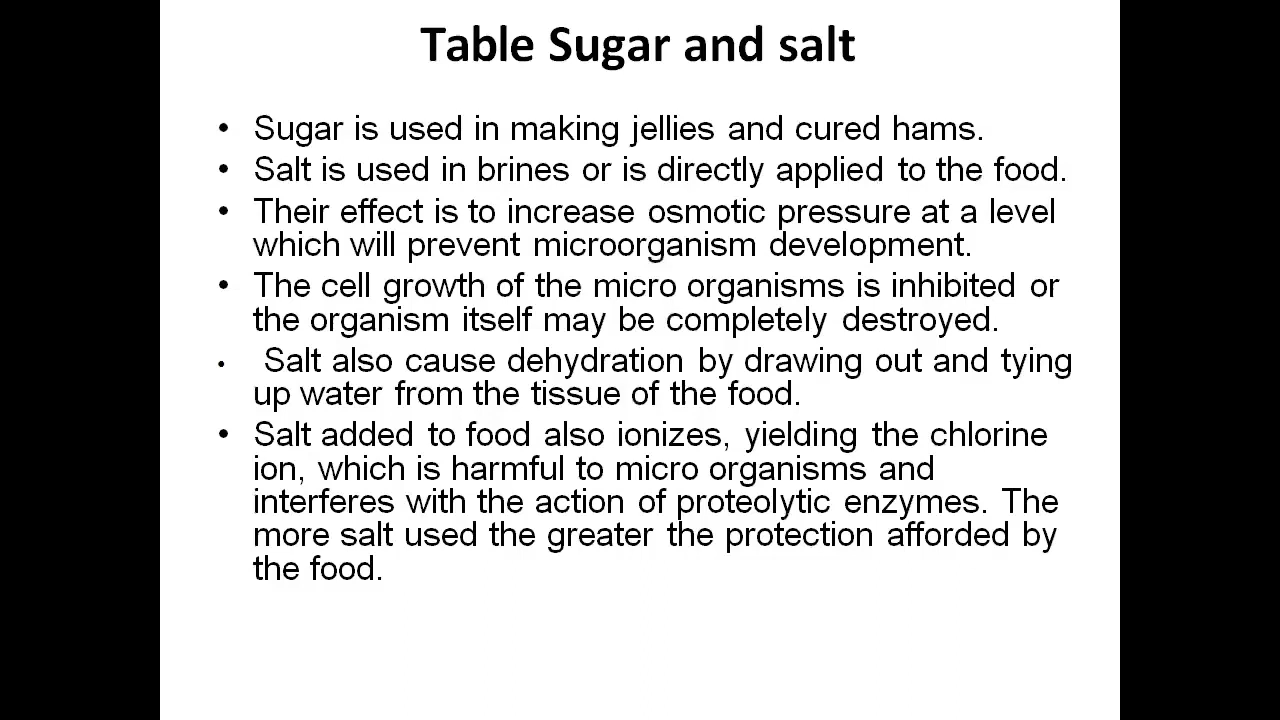 Table Sugar and salt
• Sugar is used in making jellies and cured hams.
• Salt is used in brines or is directly applied to the food.
• Their effect is to increase osmotic pressure at a level
which will prevent microorganism development.
• The cell growth of the micro organisms is inhibited or
the organism itself may be completely destroyed.
• Salt also cause dehydration by drawing out and tying
up water from the tissue of the food.
• Salt added to food also ionizes, yielding the chlorine
ion, which is harmful to micro organisms and
interferes with the action of proteolytic enzymes. The
more salt used the greater the protection afforded by
the food.